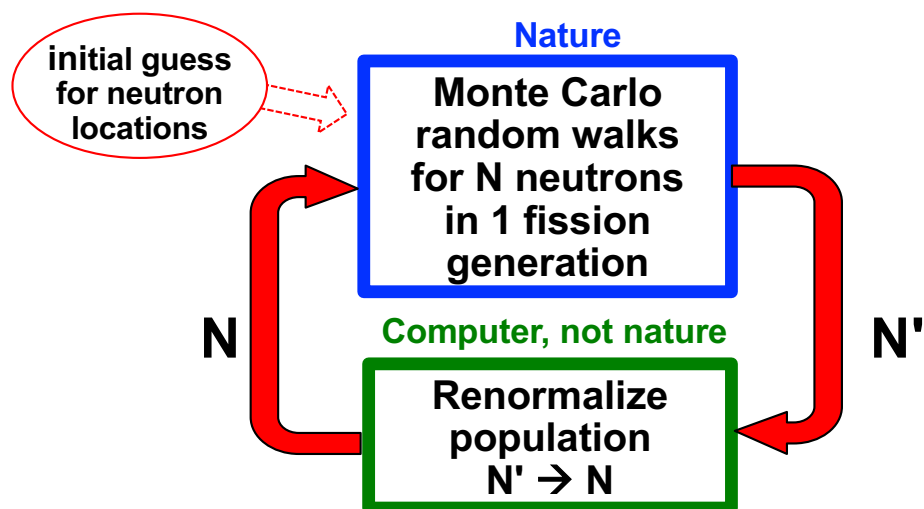 initial guess
for neutron
locations
Nature
Monte Carlo
random walks
for N neutrons
in 1 fission
generation
N
N'
Computer, not nature
Renormalize
population
N' → N